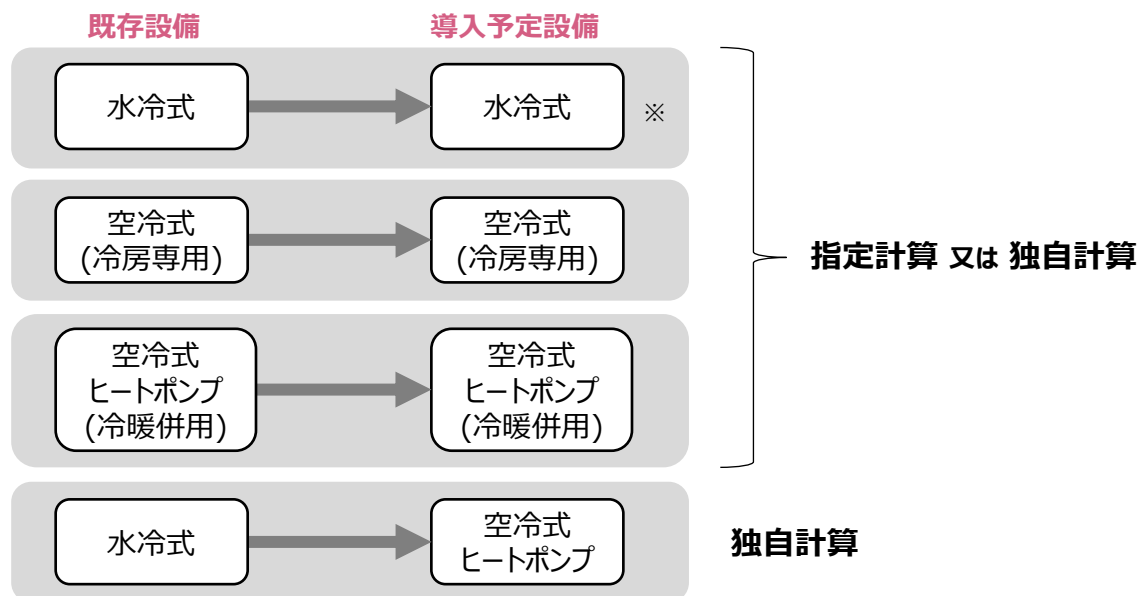 既存設備
導入予定設備
水冷式
水冷式
※
空冷式
(冷房専用)
空冷式
(冷房専用)
空冷式
ヒートポンプ
(冷暖併用)
空冷式
ヒートポンプ
(冷暖併用)
指定計算 又は 独自計算
水冷式
空冷式
ヒートポンプ
独自計算